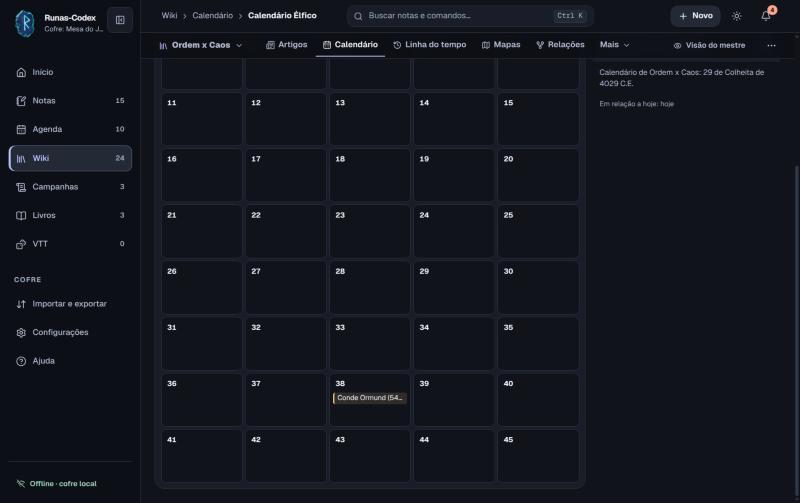 Runas-Codex
Cofre: Mesa do J...
Início
Notas 15
Agenda 10
Wiki 24
Campanhas 3
Livros 3
VTT 0
COFRE
Importar e exportar
Configurações
Ajuda
Offline · cofre local
Wiki > Calendário > Calendário Élfico
Buscar notas e comandos... Ctrl K
+ Novo
4
Ordem x Caos
Artigos
Calendário
Linha do tempo
Mapas
Relações
Mais
Visão do mestre
11 12 13 14 15
16 17 18 19 20
21 22 23 24 25
26 27 28 29 30
31 32 33 34 35
36 37 38 39 40
Conde Ormund (54...
41 42 43 44 45
Calendário de Ordem x Caos: 29 de Colheita de
4029 C.E.
Em relação a hoje: hoje